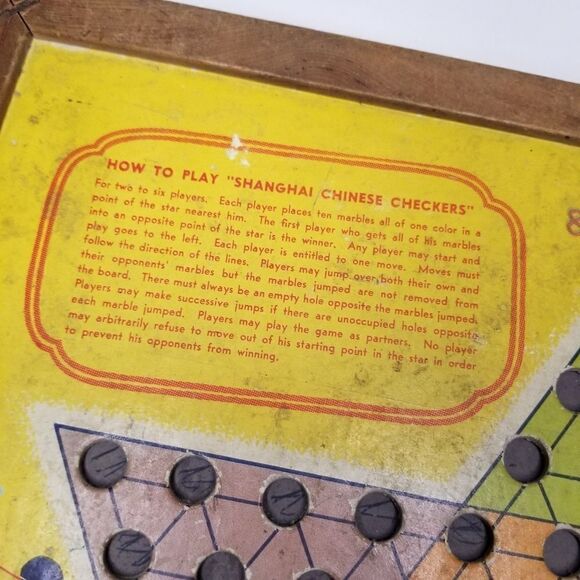 HOW TO PLAY "SHANGHAI CHINESE CHECKERS"
For two to six players. Each player places ten marbles all of one color in a
point of the star nearest him. The first player who gets all of his marbles
into an opposite point of the star is the winner. Any player may start and
play goes to the left. Each player is entitled to one move. Moves must
follow the direction of the lines. Players may jump over both their own and
their opponents' marbles but the marbles jumped are not removed from
the board. There must always be an empty hole opposite the marbles jumped.
Players may make successive jumps if there are unoccupied holes opposite
each marble jumped. Players may play the game as partners. No player
may arbitrarily refuse to move out of his starting point in the star in order
to prevent his opponents from winning.
8